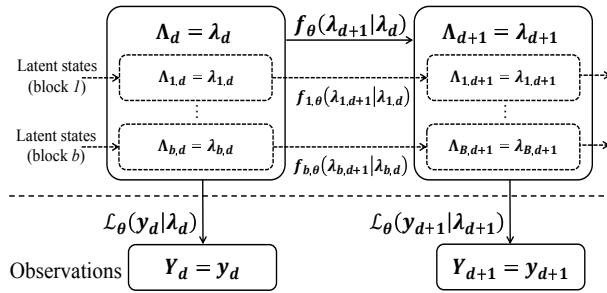 Λ_d = λ_d
f_θ(λ_{d+1}|λ_d)
Λ_{d+1} = λ_{d+1}
Latent states
(block 1)
Λ_{1,d} = λ_{1,d}
f_{1,θ}(λ_{1,d+1}|λ_{1,d})
Λ_{1,d+1} = λ_{1,d+1}
⋮
⋮
⋮
Latent states
(block b)
Λ_{b,d} = λ_{b,d}
f_{b,θ}(λ_{b,d+1}|λ_{b,d})
Λ_{B,d+1} = λ_{B,d+1}
ℒ_θ(y_d|λ_d)
ℒ_θ(y_{d+1}|λ_{d+1})
Observations
Y_d = y_d
Y_{d+1} = y_{d+1}